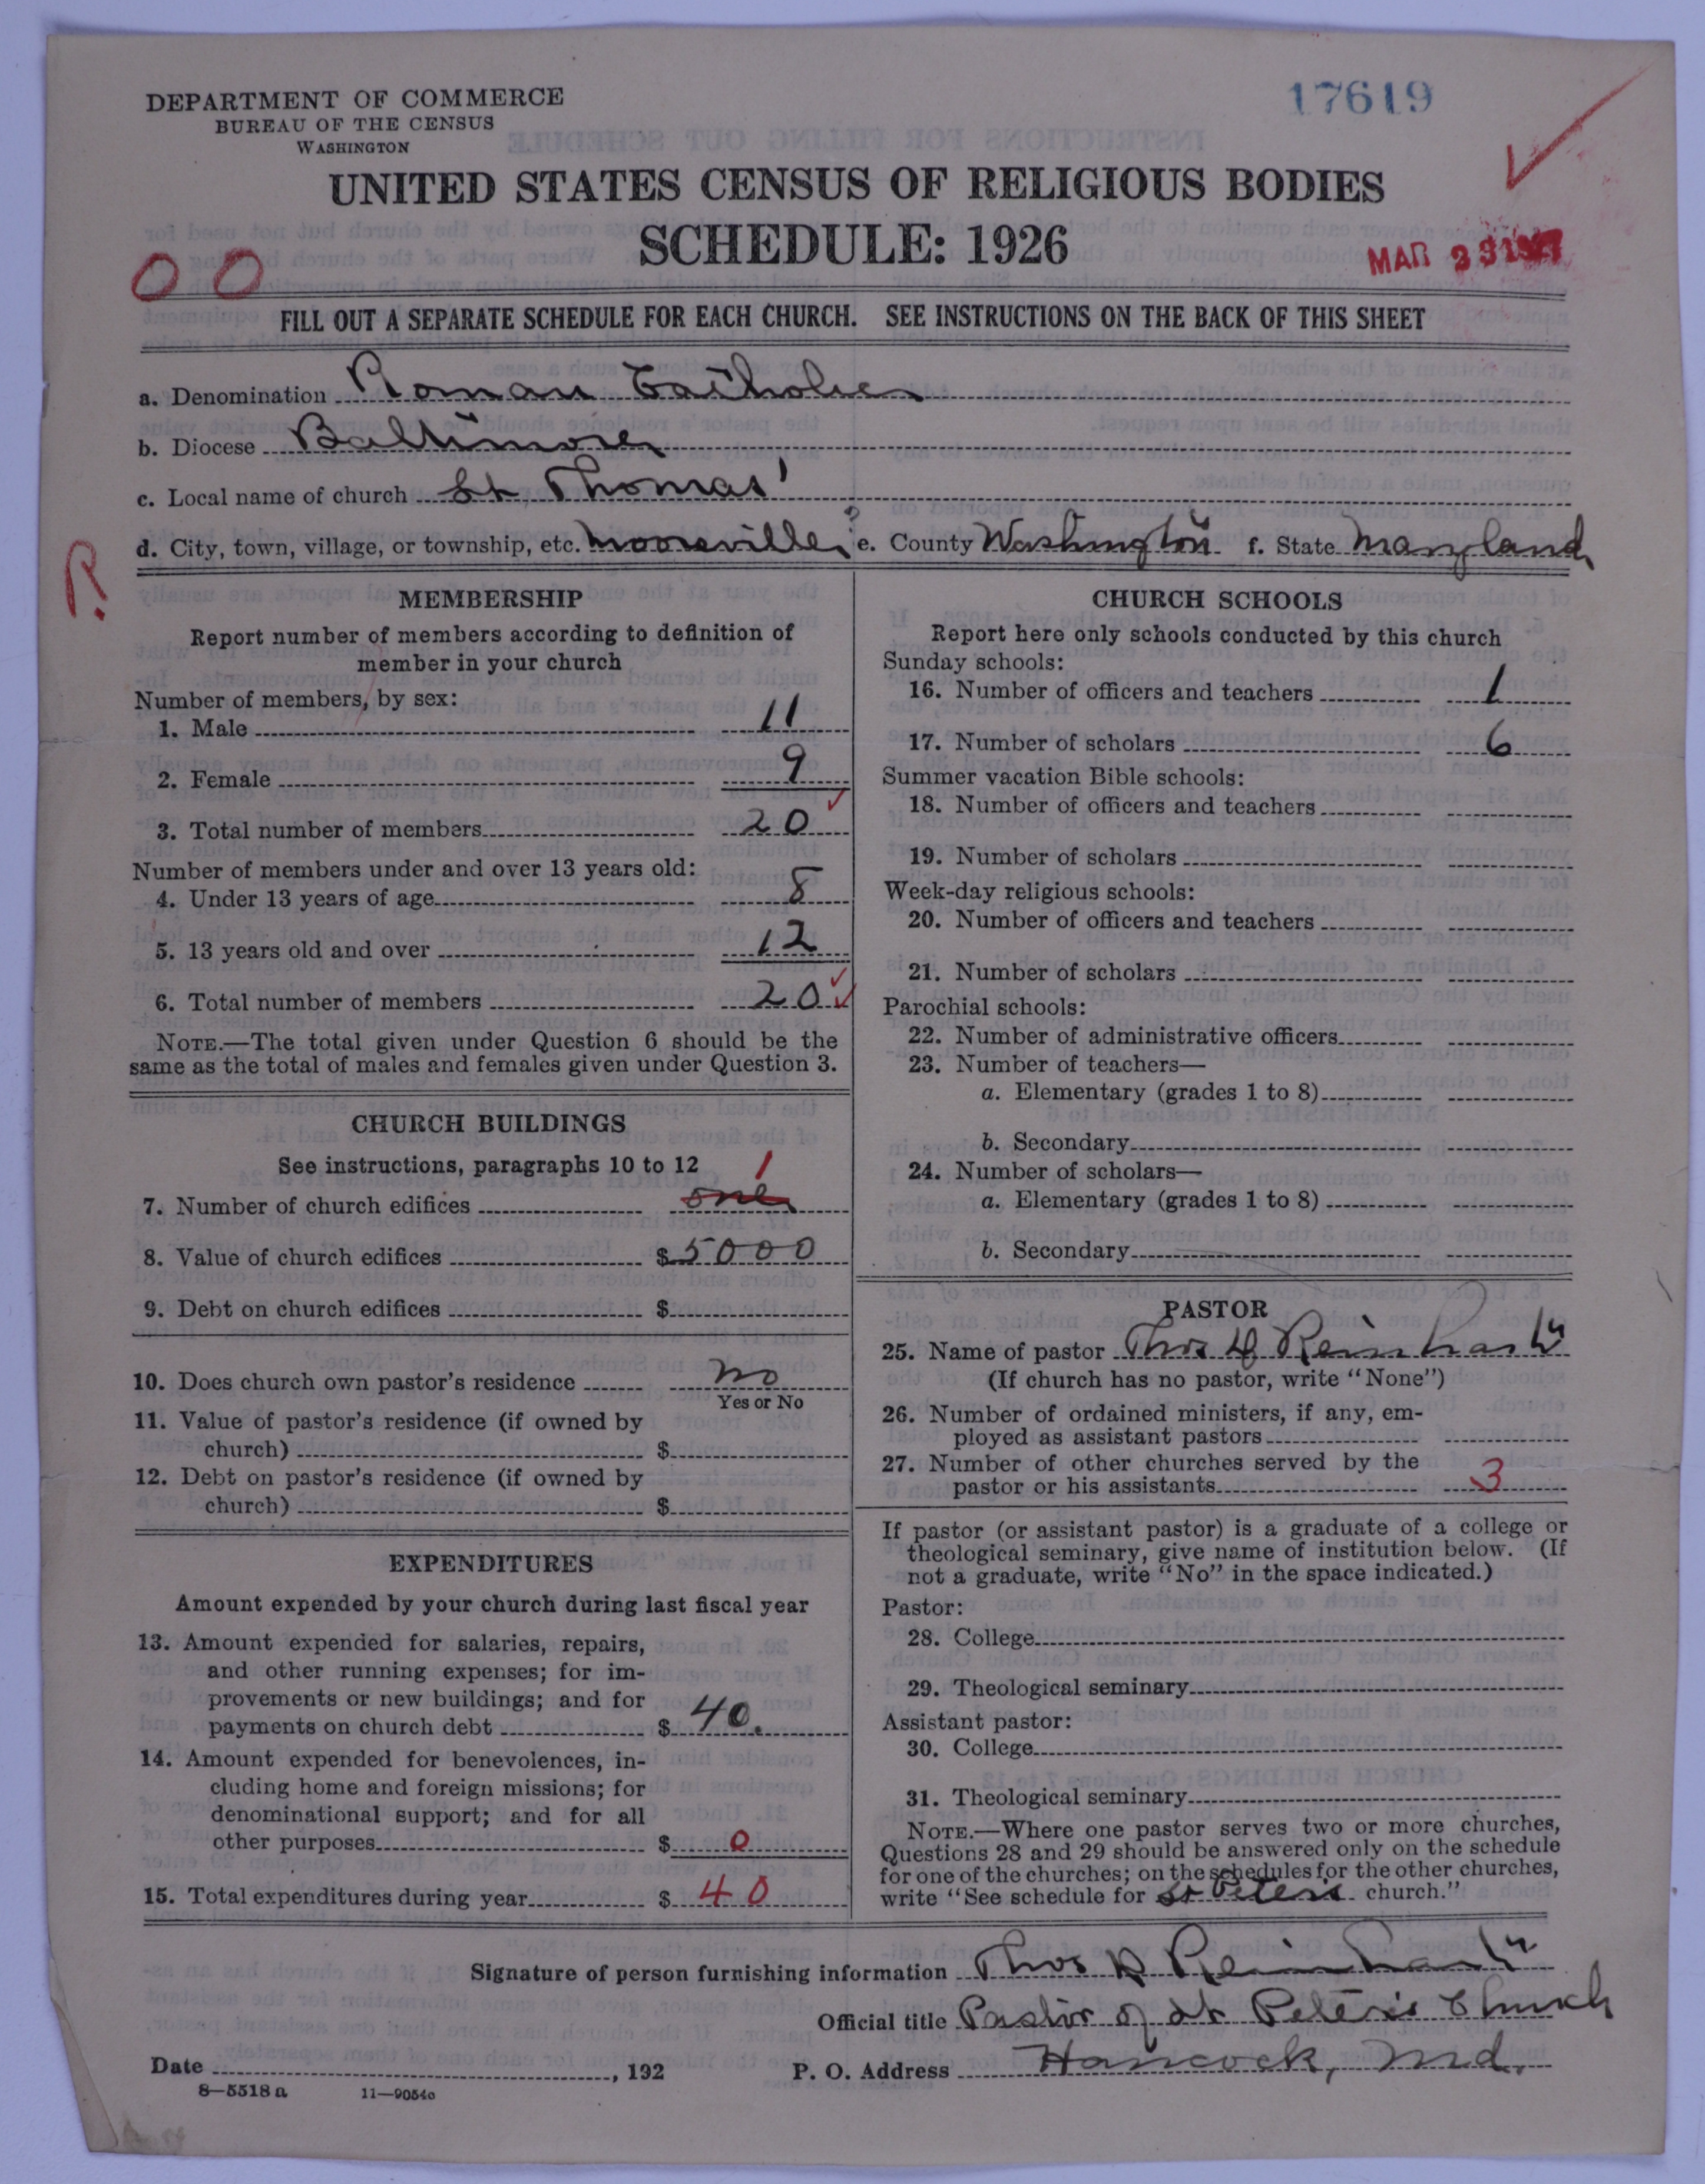 DEPARTMENT OF COMMERCE
BUREAU OF THE CENSUS
WASHINGTON
17619
UNITED STATES CENSUS OF RELIGIOUS BODIES
SCHEDULE: 1926
MAR 23 1927
00
FILL OUT A SEPARATE SCHEDULE FOR EACH CHURCH. SEE INSTRUCTIONS ON THE BACK OF THIS SHEET
a. Denomination Roman Catholic
b. Diocese Baltimore
c. Local name of church St Thomas'
d. City, town, village, or township, etc. Mooresville ? e. County Washington f. State Maryland
R.
MEMBERSHIP
Report number of members according to definition of
member in your church
Number of members, by sex:
1. Male 11
2. Female 9
3. Total number of members 20
Number of members under and over 13 years old:
4. Under 13 years of age 8
5. 13 years old and over 12
6. Total number of members 20
NOTE.—The total given under Question 6 should be the
same as the total of males and females given under Question 3.
CHURCH BUILDINGS
See instructions, paragraphs 10 to 12
1
7. Number of church edifices one
8. Value of church edifices $ 5000
9. Debt on church edifices $
10. Does church own pastor's residence no
Yes or No
11. Value of pastor's residence (if owned by
church) $
12. Debt on pastor's residence (if owned by
church) $
EXPENDITURES
Amount expended by your church during last fiscal year
13. Amount expended for salaries, repairs,
and other running expenses; for im-
provements or new buildings; and for
payments on church debt $ 40.
14. Amount expended for benevolences, in-
cluding home and foreign missions; for
denominational support; and for all
other purposes $ 0
15. Total expenditures during year $ 40
CHURCH SCHOOLS
Report here only schools conducted by this church
Sunday schools:
16. Number of officers and teachers 1
17. Number of scholars 6
Summer vacation Bible schools:
18. Number of officers and teachers
19. Number of scholars
Week-day religious schools:
20. Number of officers and teachers
21. Number of scholars
Parochial schools:
22. Number of administrative officers
23. Number of teachers—
a. Elementary (grades 1 to 8)
b. Secondary
24. Number of scholars—
a. Elementary (grades 1 to 8)
b. Secondary
PASTOR
25. Name of pastor Thos D Reinhart
(If church has no pastor, write "None")
26. Number of ordained ministers, if any, em-
ployed as assistant pastors
27. Number of other churches served by the
pastor or his assistants 3
If pastor (or assistant pastor) is a graduate of a college or
theological seminary, give name of institution below. (If
not a graduate, write "No" in the space indicated.)
Pastor:
28. College
29. Theological seminary
Assistant pastor:
30. College
31. Theological seminary
NOTE.—Where one pastor serves two or more churches,
Questions 28 and 29 should be answered only on the schedule
for one of the churches; on the schedules for the other churches,
write "See schedule for St Peter's church."
Signature of person furnishing information Thos D Reinhart
Official title Pastor of St Peter's Church
Date , 192 P. O. Address Hancock, Md.
8—5518a 11—9054c